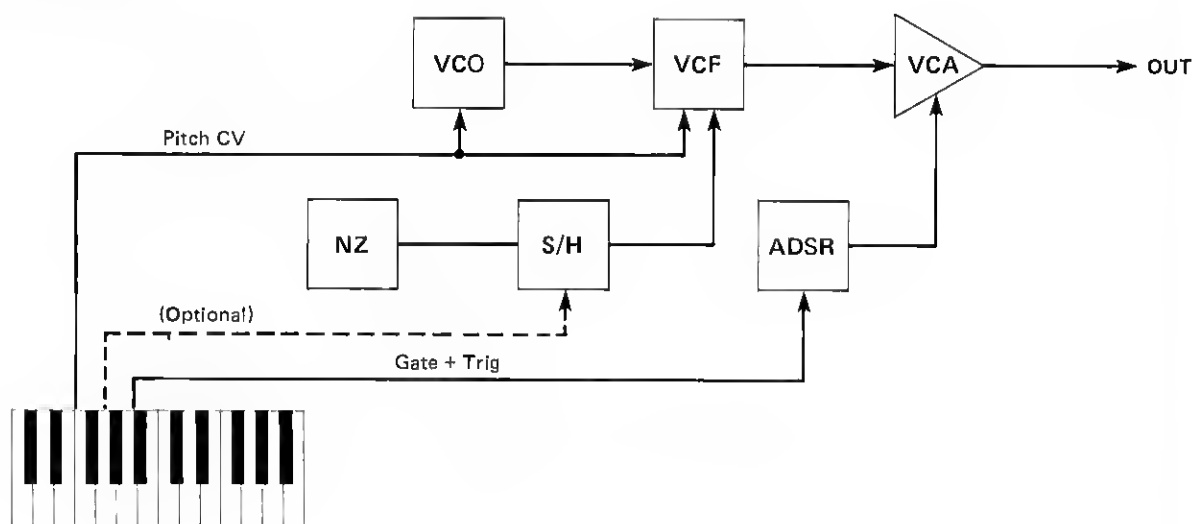 VCO
VCF
VCA
OUT
Pitch CV
NZ
S/H
ADSR
(Optional)
Gate + Trig